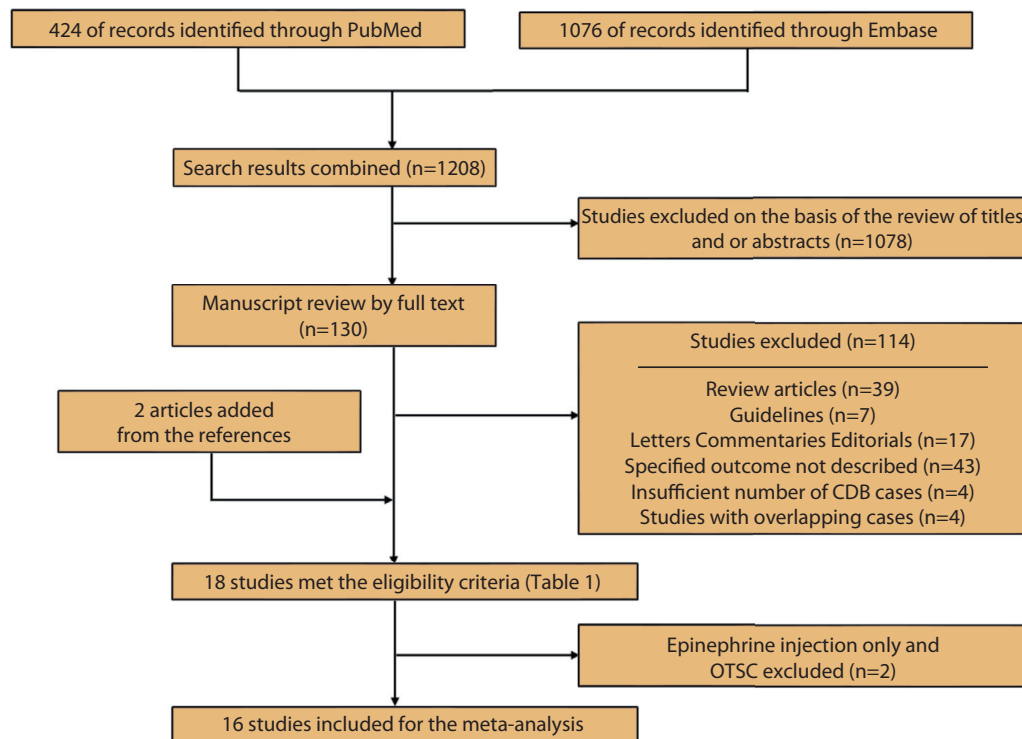 424 of records identified through PubMed
1076 of records identified through Embase
Search results combined (n=1208)
Studies excluded on the basis of the review of titles
and or abstracts (n=1078)
Manuscript review by full text
(n=130)
Studies excluded (n=114)
Review articles (n=39)
Guidelines (n=7)
Letters Commentaries Editorials (n=17)
Specified outcome not described (n=43)
Insufficient number of CDB cases (n=4)
Studies with overlapping cases (n=4)
2 articles added
from the references
18 studies met the eligibility criteria (Table 1)
Epinephrine injection only and
OTSC excluded (n=2)
16 studies included for the meta-analysis